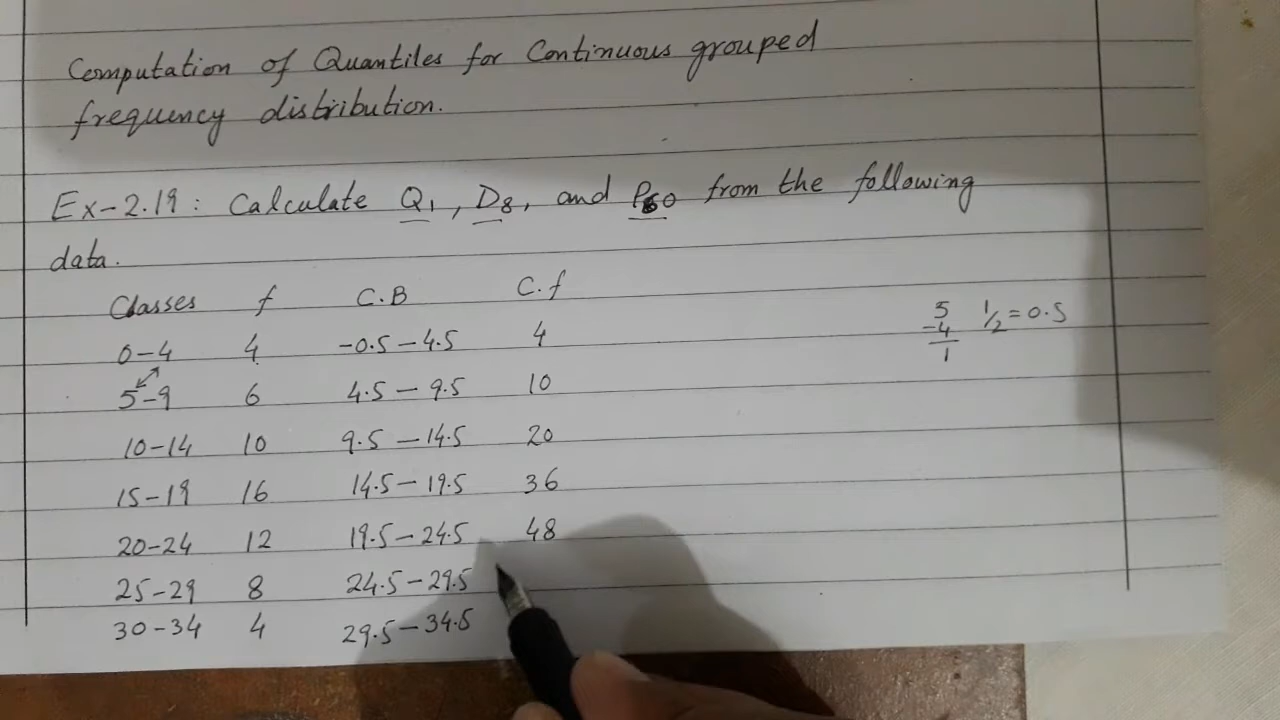 Computation of Quantiles for Continuous grouped
frequency distribution.
Ex-2.19: Calculate Q1, D8, and P60 from the following
data.
Classes f C.B C.f
0-4 4 -0.5-4.5 4
5-9 6 4.5-9.5 10
10-14 10 9.5-14.5 20
15-19 16 14.5-19.5 36
20-24 12 19.5-24.5 48
25-29 8 24.5-29.5
30-34 4 29.5-34.5
5 1/2=0.5
-4
1